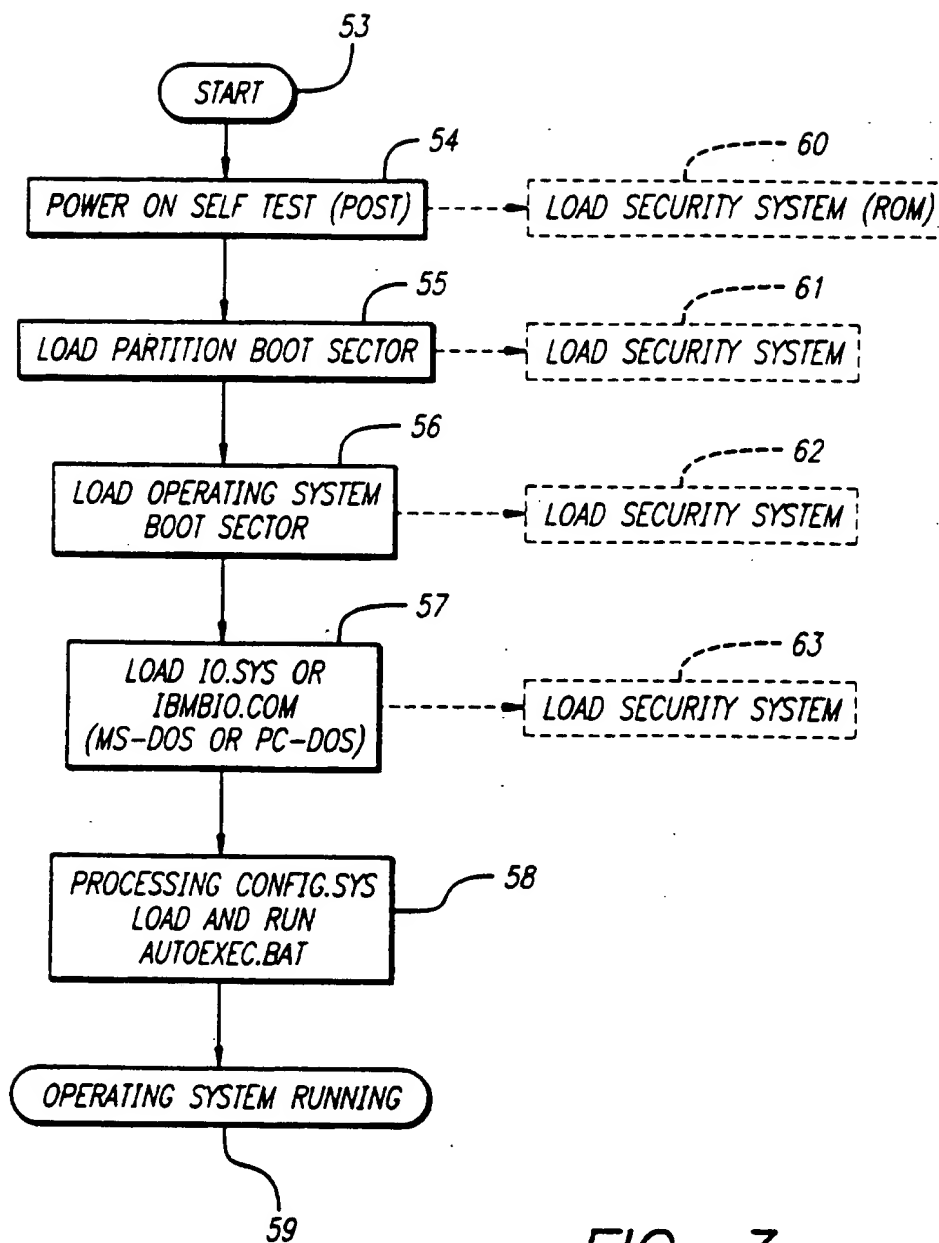 53
START
54
POWER ON SELF TEST (POST)
60
LOAD SECURITY SYSTEM (ROM)
55
LOAD PARTITION BOOT SECTOR
61
LOAD SECURITY SYSTEM
56
LOAD OPERATING SYSTEM
BOOT SECTOR
62
LOAD SECURITY SYSTEM
57
LOAD IO.SYS OR
IBMBIO.COM
(MS-DOS OR PC-DOS)
63
LOAD SECURITY SYSTEM
58
PROCESSING CONFIG.SYS
LOAD AND RUN
AUTOEXEC.BAT
OPERATING SYSTEM RUNNING
59